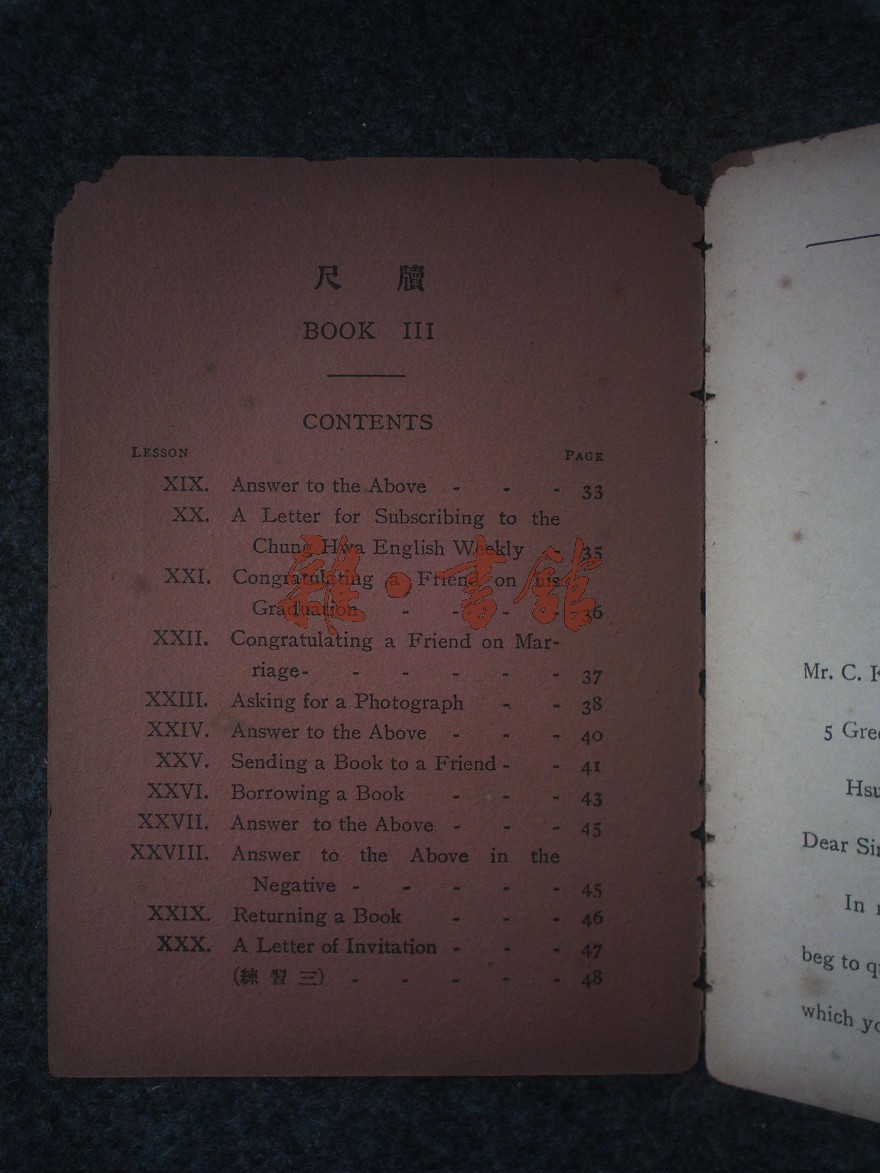 尺 牘
BOOK III
CONTENTS
LESSON PAGE
XIX. Answer to the Above - - - 33
XX. A Letter for Subscribing to the
Chung Hwa English Weekly - 35
XXI. Congratulating a Friend on his
Graduation - - - - 36
XXII. Congratulating a Friend on Mar-
riage - - - - - - 37
XXIII. Asking for a Photograph - - 38
XXIV. Answer to the Above - - - 40
XXV. Sending a Book to a Friend - - 41
XXVI. Borrowing a Book - - - 43
XXVII. Answer to the Above - - - 45
XXVIII. Answer to the Above in the
Negative - - - - - 45
XXIX. Returning a Book - - - 46
XXX. A Letter of Invitation - - - 47
(練 習 三) - - - - - 48
雜·書館
Mr. C.
5
Dear
In
beg to
which